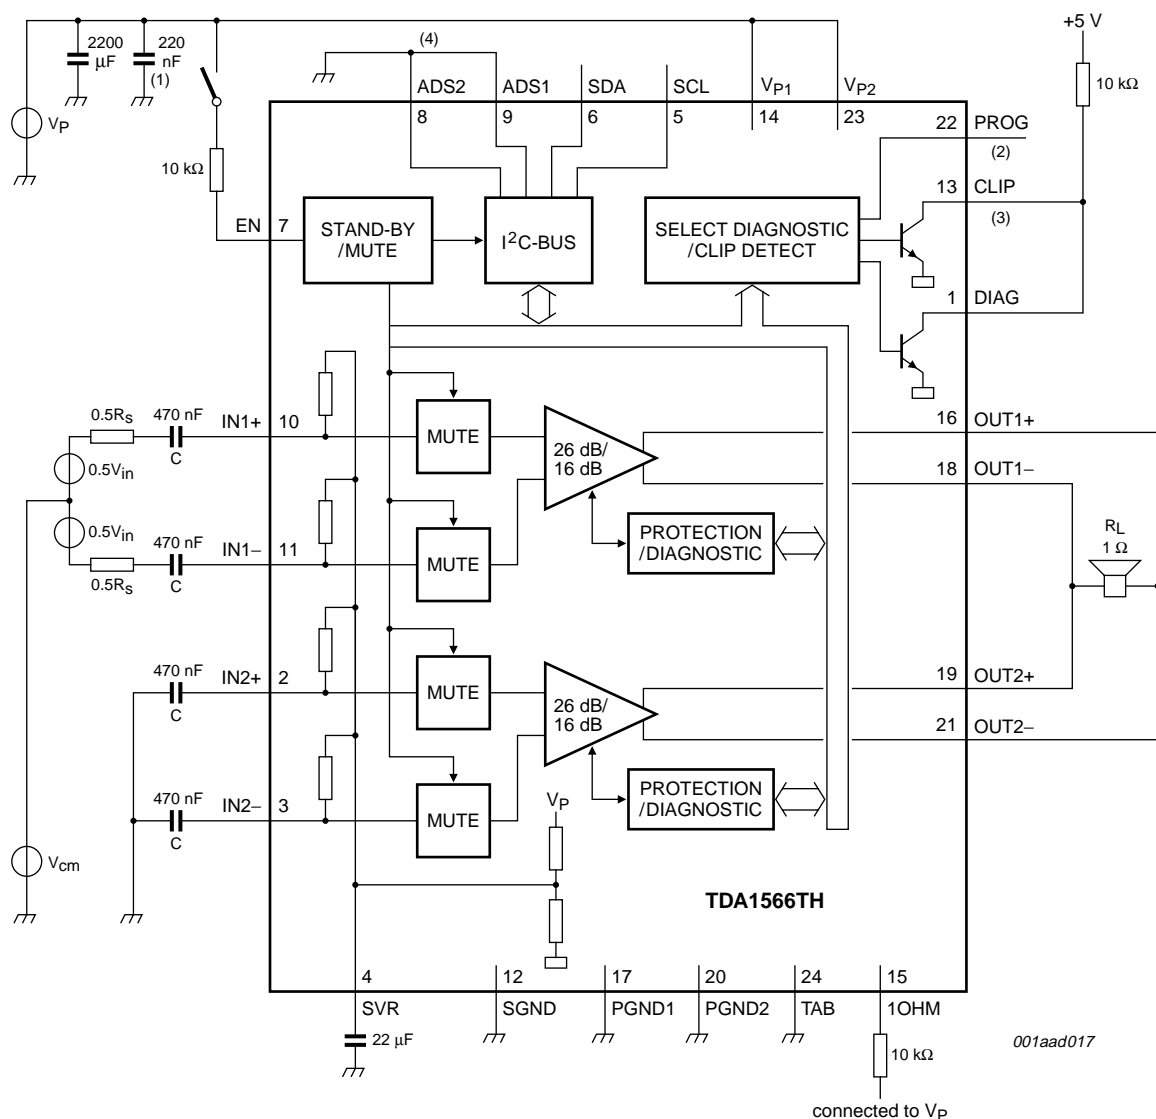 +5 V
2200
μF
220
nF
(1)
(4)
ADS2
ADS1
SDA
SCL
VP1
VP2
10 kΩ
8
9
6
5
14
23
22
PROG
(2)
VP
10 kΩ
13
CLIP
(3)
EN
7
STAND-BY
/MUTE
I2C-BUS
SELECT DIAGNOSTIC
/CLIP DETECT
1
DIAG
0.5Rs
470 nF
C
IN1+
10
MUTE
26 dB/
16 dB
16
OUT1+
18
OUT1−
0.5Vin
0.5Vin
470 nF
C
0.5Rs
IN1−
11
MUTE
PROTECTION
/DIAGNOSTIC
RL
1 Ω
470 nF
C
IN2+
2
MUTE
26 dB/
16 dB
19
OUT2+
21
OUT2−
470 nF
C
IN2−
3
MUTE
VP
PROTECTION
/DIAGNOSTIC
Vcm
TDA1566TH
4
12
17
20
24
15
SVR
SGND
PGND1
PGND2
TAB
1OHM
22 μF
10 kΩ
001aad017
connected to VP